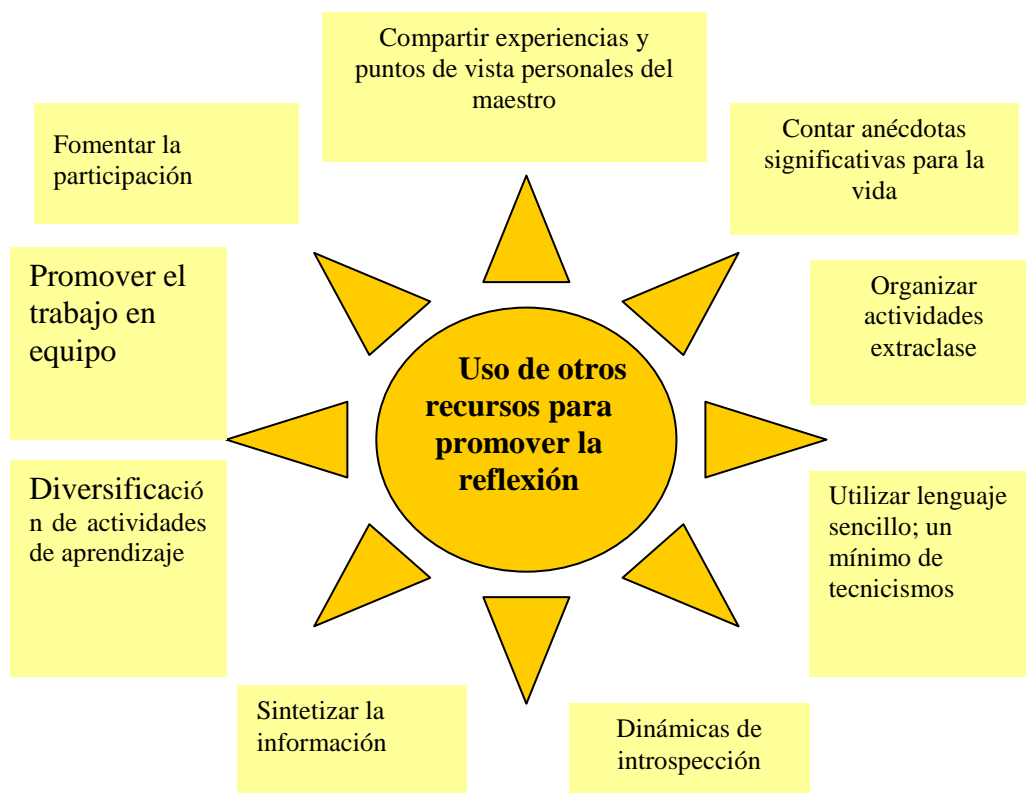 Compartir experiencias y
puntos de vista personales del
maestro
Fomentar la
participación
Contar anécdotas
significativas para la
vida
Promover el
trabajo en
equipo
Organizar
actividades
extraclase
Uso de otros
recursos para
promover la
reflexión
Diversificació
n de actividades
de aprendizaje
Utilizar lenguaje
sencillo; un
mínimo de
tecnicismos
Sintetizar la
información
Dinámicas de
introspección